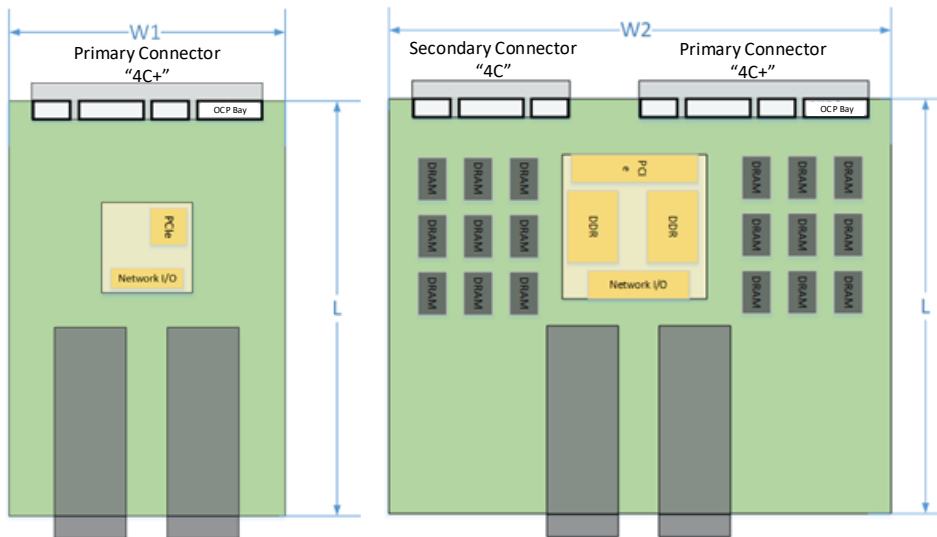 W1
Primary Connector
“4C+”
OCP Bay
PCIe
Network I/O
L
W2
Secondary Connector
“4C”
Primary Connector
“4C+”
OCP Bay
DRAM DRAM DRAM
DRAM DRAM DRAM
DRAM DRAM DRAM
PCI
e
DDR DDR
Network I/O
DRAM DRAM DRAM
DRAM DRAM DRAM
DRAM DRAM DRAM
L